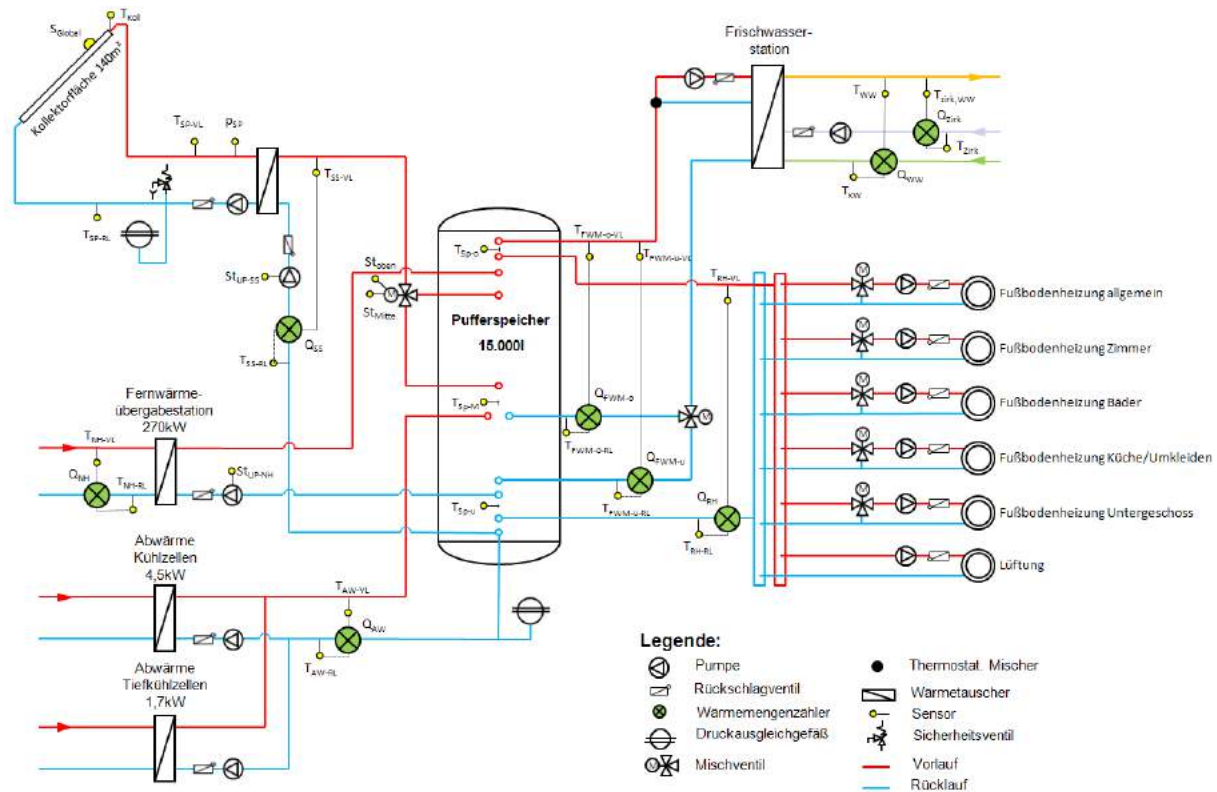 T_Koll
S_Global
Kollektorfläche 140m²
T_SP-VL
p_SP
T_SS-VL
T_SP-RL
St_UP-SS
Q_SS
T_SS-RL
St_oben
St_Mitte
Frischwasser-
station
T_WW
T_zirk,WW
Q_Zirk
T_Zirk
T_KW
Q_WW
Pufferspeicher
15.000l
T_Sp-o
T_Sp-M
T_Sp-u
T_FWM-o-VL
T_FWM-u-VL
T_RH-VL
Q_FWM-o
T_FWM-o-RL
Q_FWM-u
T_FWM-u-RL
Q_RH
T_RH-RL
M
M
M
M
M
M
M
Fußbodenheizung allgemein
Fußbodenheizung Zimmer
Fußbodenheizung Bäder
Fußbodenheizung Küche/Umkleiden
Fußbodenheizung Untergeschoss
Lüftung
Fernwärme-
übergabestation
270kW
T_NH-VL
Q_NH
T_NH-RL
St_UP-NH
Abwärme
Kühlzellen
4,5kW
T_AW-VL
Q_AW
T_AW-RL
Abwärme
Tiefkühlzellen
1,7kW
Legende:
Pumpe
Rückschlagventil
Wärmemengenzähler
Druckausgleichgefäß
M
Mischventil
Thermostat. Mischer
Wärmetauscher
Sensor
Sicherheitsventil
Vorlauf
Rücklauf